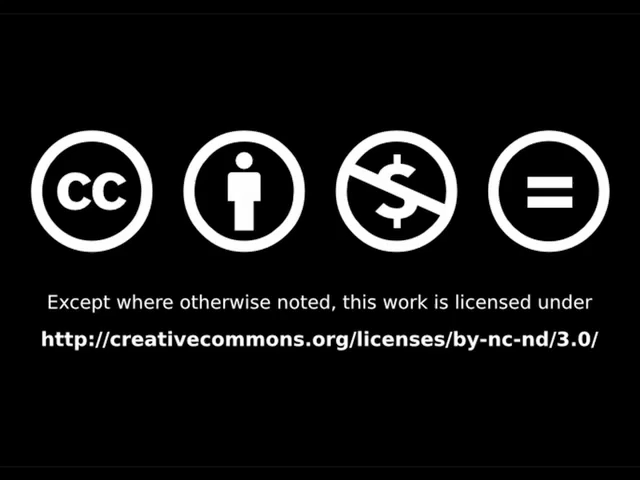 cc
$
=
Except where otherwise noted, this work is licensed under
http://creativecommons.org/licenses/by-nc-nd/3.0/